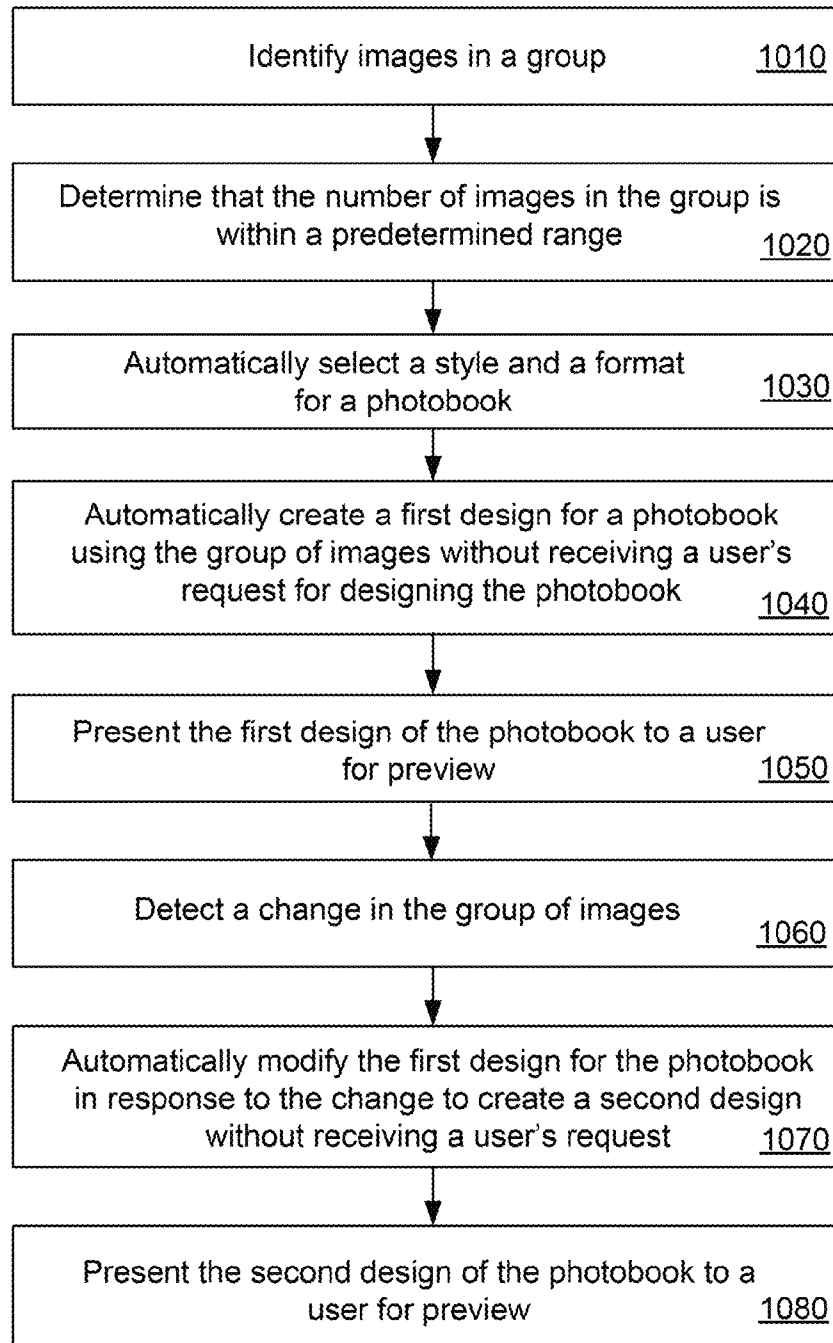 Identify images in a group 1010
Determine that the number of images in the group is
within a predetermined range 1020
Automatically select a style and a format
for a photobook 1030
Automatically create a first design for a photobook
using the group of images without receiving a user's
request for designing the photobook 1040
Present the first design of the photobook to a user
for preview 1050
Detect a change in the group of images 1060
Automatically modify the first design for the photobook
in response to the change to create a second design
without receiving a user's request 1070
Present the second design of the photobook to a
user for preview 1080